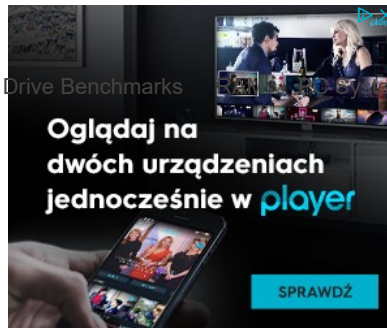 Drive Benchmarks
Oglądaj na
dwóch urządzeniach
jednocześnie w player
SPRAWDŹ